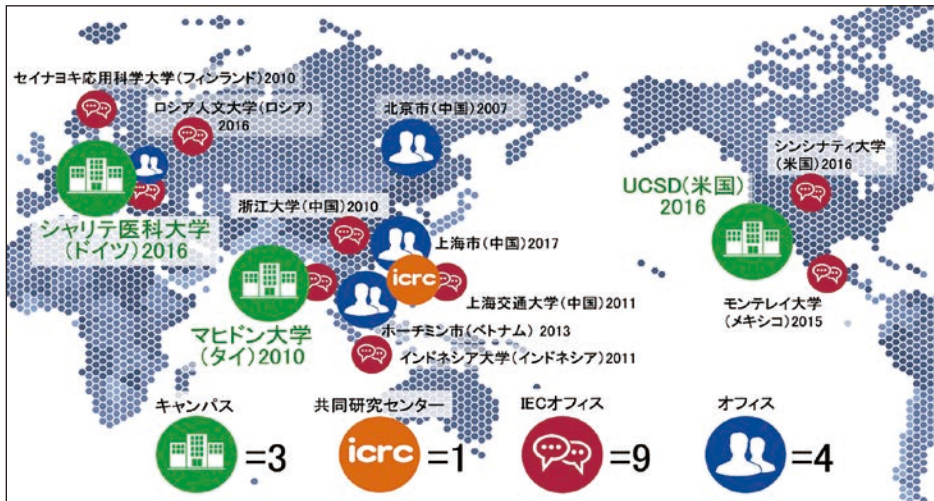 セイナヨキ応用科学大学(フィンランド)2010
ロシア人文大学(ロシア)
2016
北京市(中国)2007
シンシナティ大学
(米国)2016
UCSD(米国)
2016
浙江大学(中国)2010
シャリテ医科大学
(ドイツ)2016
上海市(中国)2017
icrc
上海交通大学(中国)2011
モンテレイ大学
(メキシコ)2015
マヒドン大学
(タイ)2010
ホーチミン市(ベトナム) 2013
インドネシア大学(インドネシア)2011
キャンパス
共同研究センター
IECオフィス
オフィス
=3
icrc
=1
=9
=4